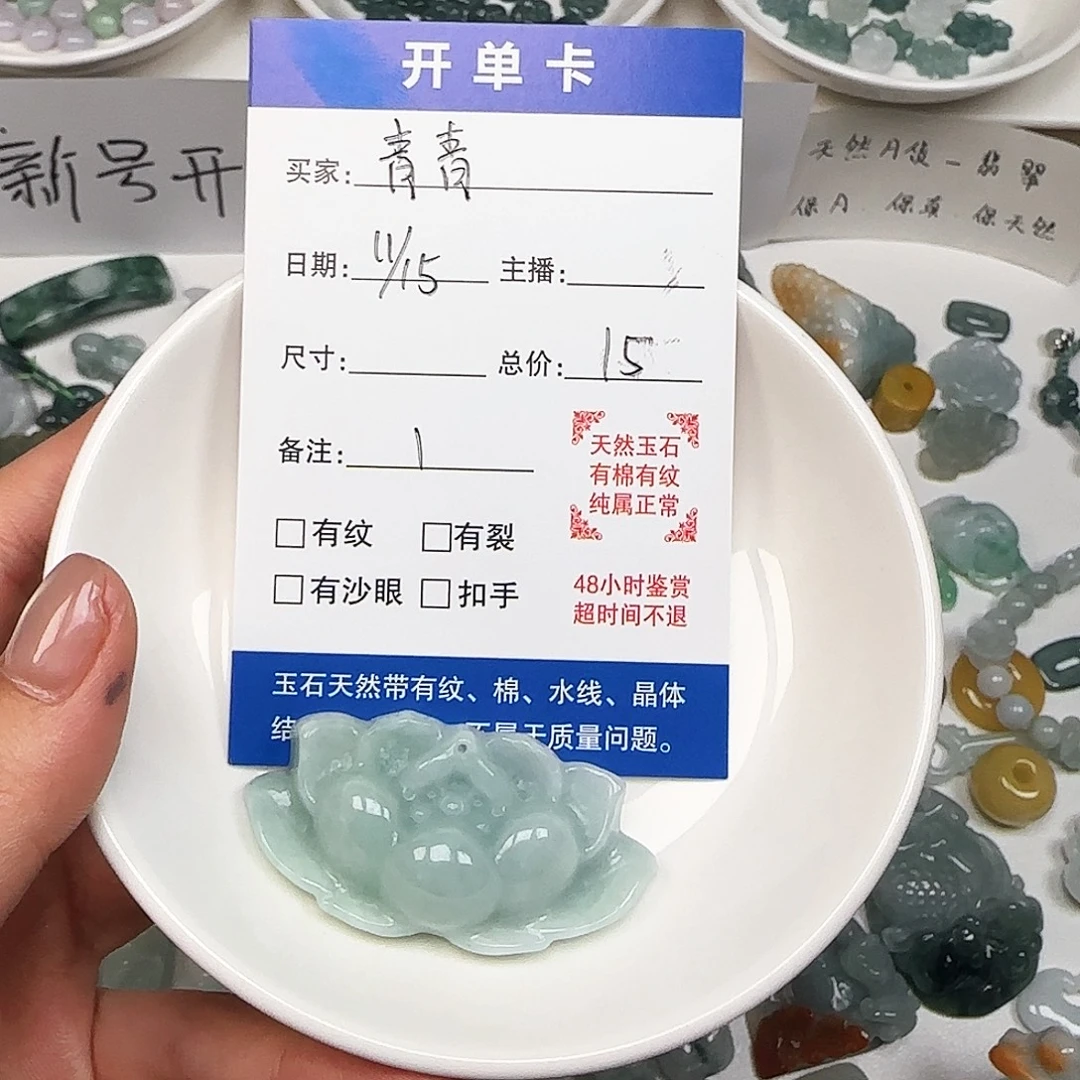 开单卡
新号开
天然A货－翡翠
保A 保真 保天然
买家：青青
日期：11/15 主播：
尺寸： 总价：15
备注：1
天然玉石
有棉有纹
纯属正常
□有纹 □有裂
□有沙眼 □扣手
48小时鉴赏
超时间不退
玉石天然带有纹、棉、水线、晶体
结 不属于质量问题。